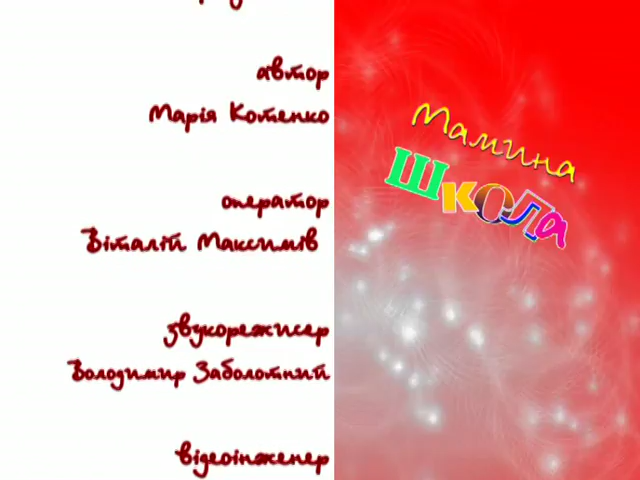 автор
Марія Котенко
оператор
Віталій Максимів
звукорежисер
Володимир Заболотний
відеоінженер
Мамина
школа